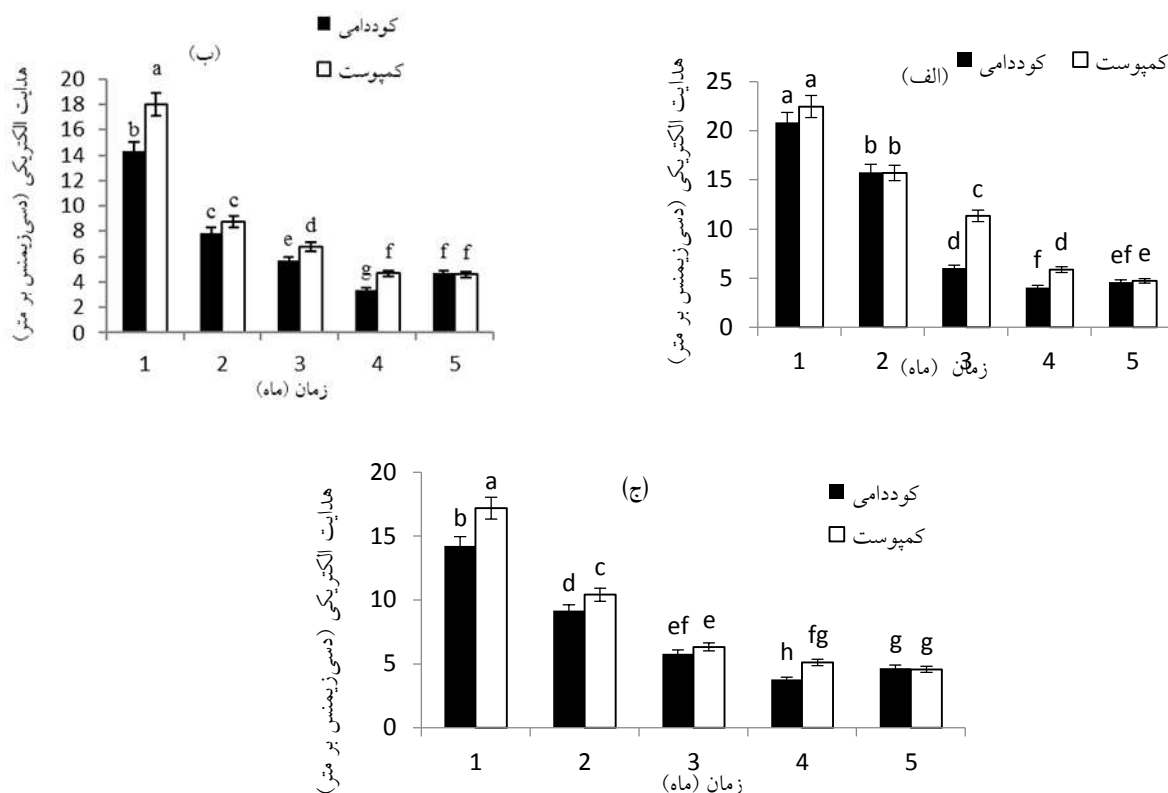 (الف)
کوددامی
کمپوست
هدایت الکتریکی (دسی‌زیمنس بر متر)
25
20
15
10
5
0
a a
b b
d c
f d
ef e
1 2 3 4 5
زمان (ماه)
(ب)
کوددامی
کمپوست
هدایت الکتریکی (دسی‌زیمنس بر متر)
20
18
16
14
12
10
8
6
4
2
0
b a
c c
e d
g f
f f
1 2 3 4 5
زمان (ماه)
(ج)
کوددامی
کمپوست
هدایت الکتریکی (دسی‌زیمنس بر متر)
20
15
10
5
0
b a
d c
ef e
h fg
g g
1 2 3 4 5
زمان (ماه)